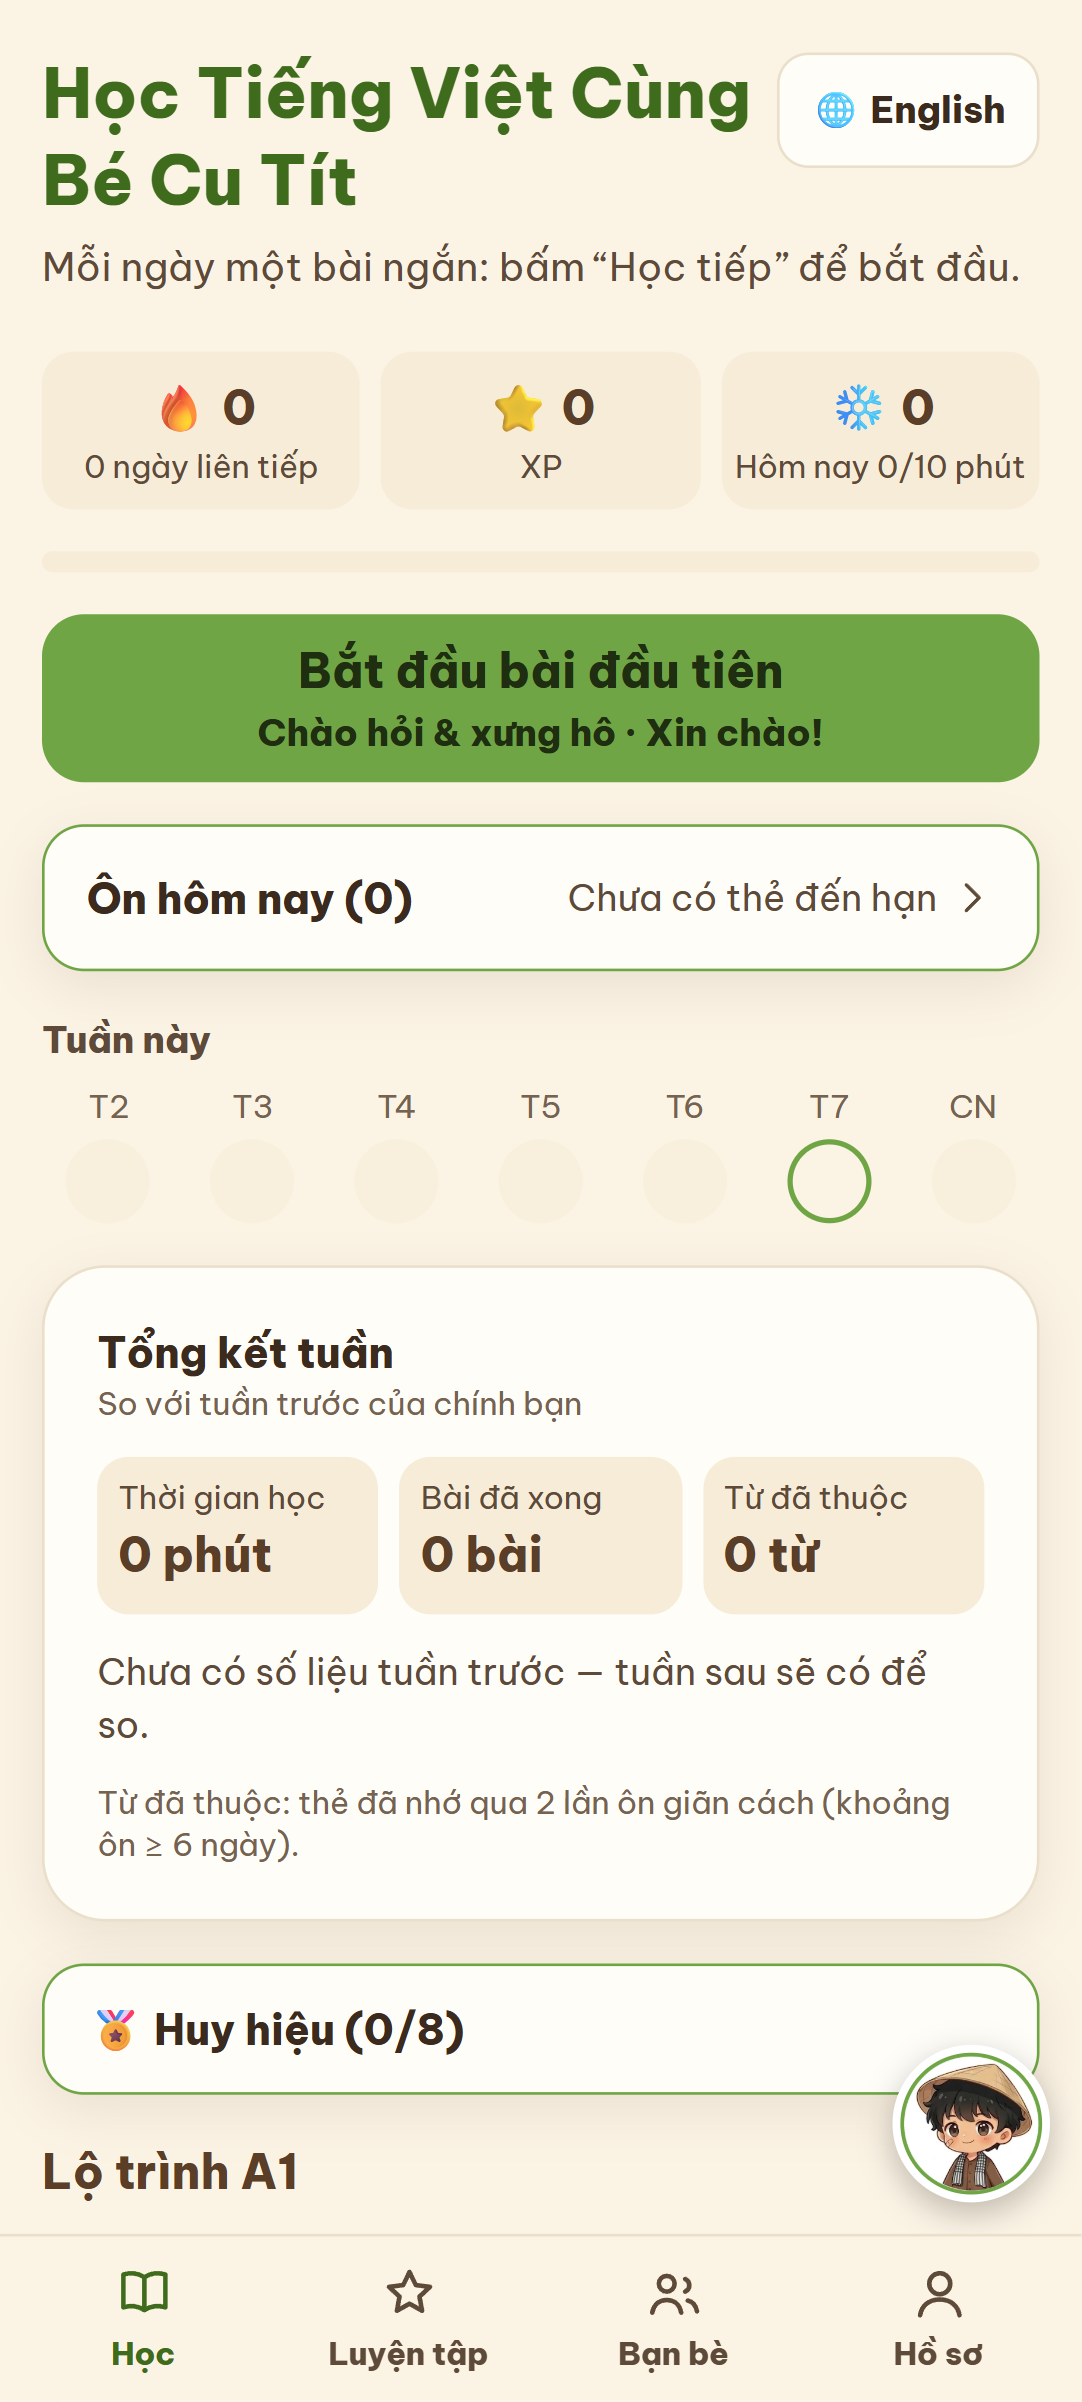 Học Tiếng Việt Cùng
Bé Cu Tít
English
Mỗi ngày một bài ngắn: bấm “Học tiếp” để bắt đầu.
0
0 ngày liên tiếp
0
XP
0
Hôm nay 0/10 phút
Bắt đầu bài đầu tiên
Chào hỏi & xưng hô · Xin chào!
Ôn hôm nay (0)
Chưa có thẻ đến hạn
Tuần này
T2 T3 T4 T5 T6 T7 CN
Tổng kết tuần
So với tuần trước của chính bạn
Thời gian học
0 phút
Bài đã xong
0 bài
Từ đã thuộc
0 từ
Chưa có số liệu tuần trước — tuần sau sẽ có để
so.
Từ đã thuộc: thẻ đã nhớ qua 2 lần ôn giãn cách (khoảng
ôn ≥ 6 ngày).
Huy hiệu (0/8)
Lộ trình A1
Học
Luyện tập
Bạn bè
Hồ sơ